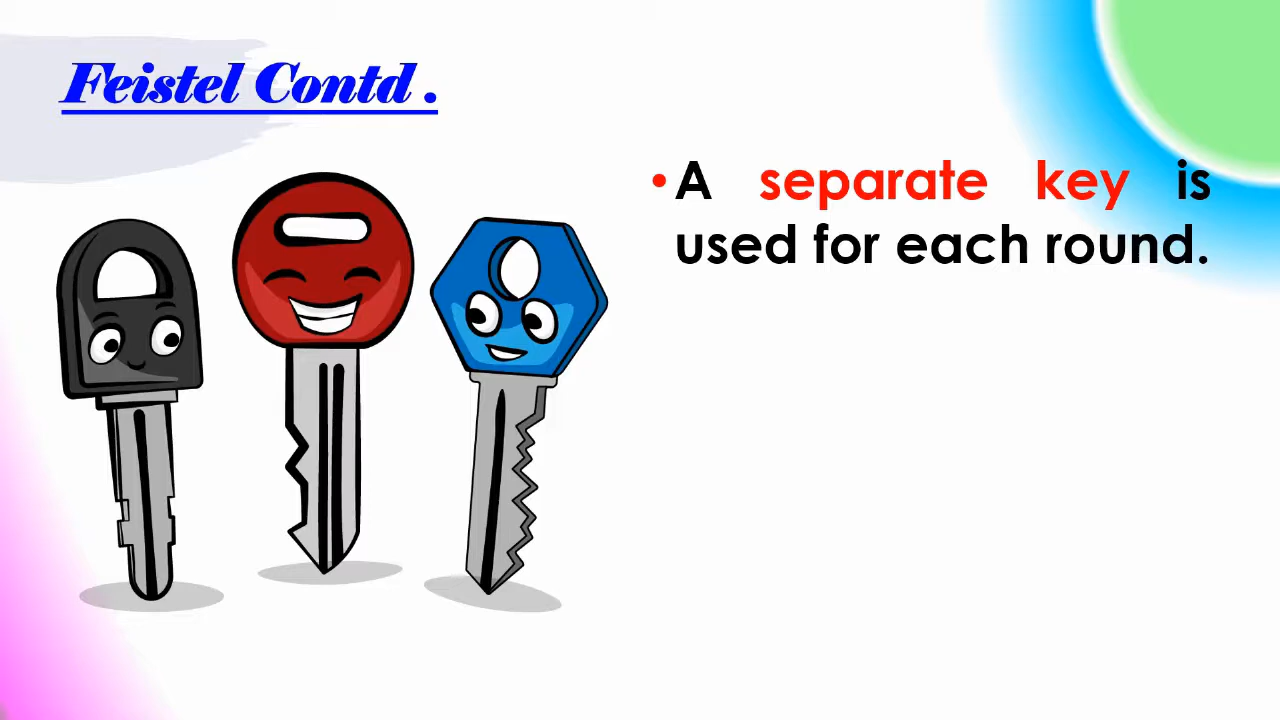 Feistel Contd .
• A separate key is
used for each round.